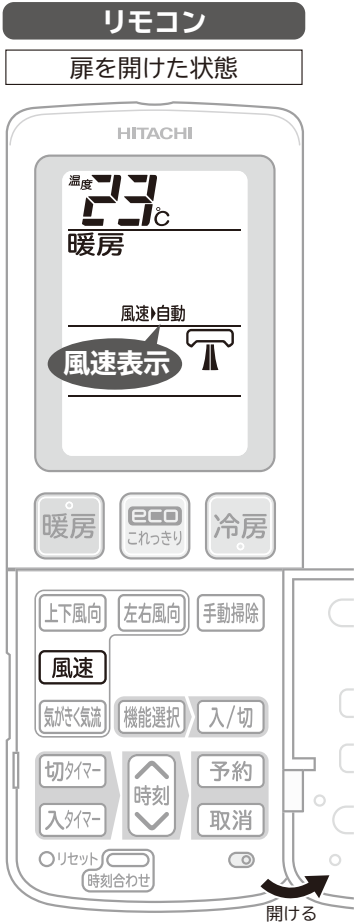 リモコン
扉を開けた状態
HITACHI
温度23℃
暖房
風速▶自動
風速表示
暖房
eco
これっきり
冷房
上下風向
左右風向
手動掃除
風速
気がきく気流
機能選択
入/切
切タイマー
時刻
予約
入タイマー
取消
リセット
時刻合わせ
開ける